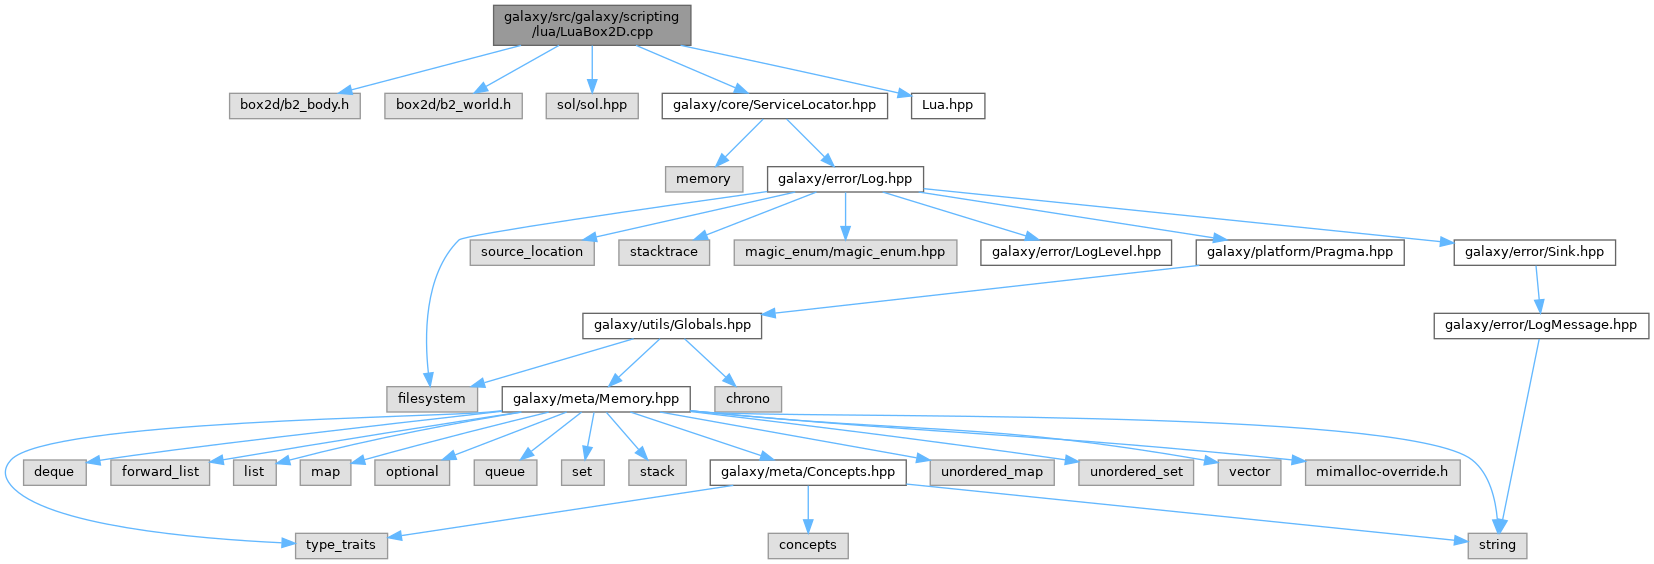 galaxy/src/galaxy/scripting
/lua/LuaBox2D.cpp
box2d/b2_body.h
box2d/b2_world.h
sol/sol.hpp
galaxy/core/ServiceLocator.hpp
Lua.hpp
memory
galaxy/error/Log.hpp
source_location
stacktrace
magic_enum/magic_enum.hpp
galaxy/error/LogLevel.hpp
galaxy/platform/Pragma.hpp
galaxy/error/Sink.hpp
galaxy/utils/Globals.hpp
galaxy/error/LogMessage.hpp
filesystem
galaxy/meta/Memory.hpp
chrono
deque
forward_list
list
map
optional
queue
set
stack
galaxy/meta/Concepts.hpp
unordered_map
unordered_set
vector
mimalloc-override.h
type_traits
concepts
string